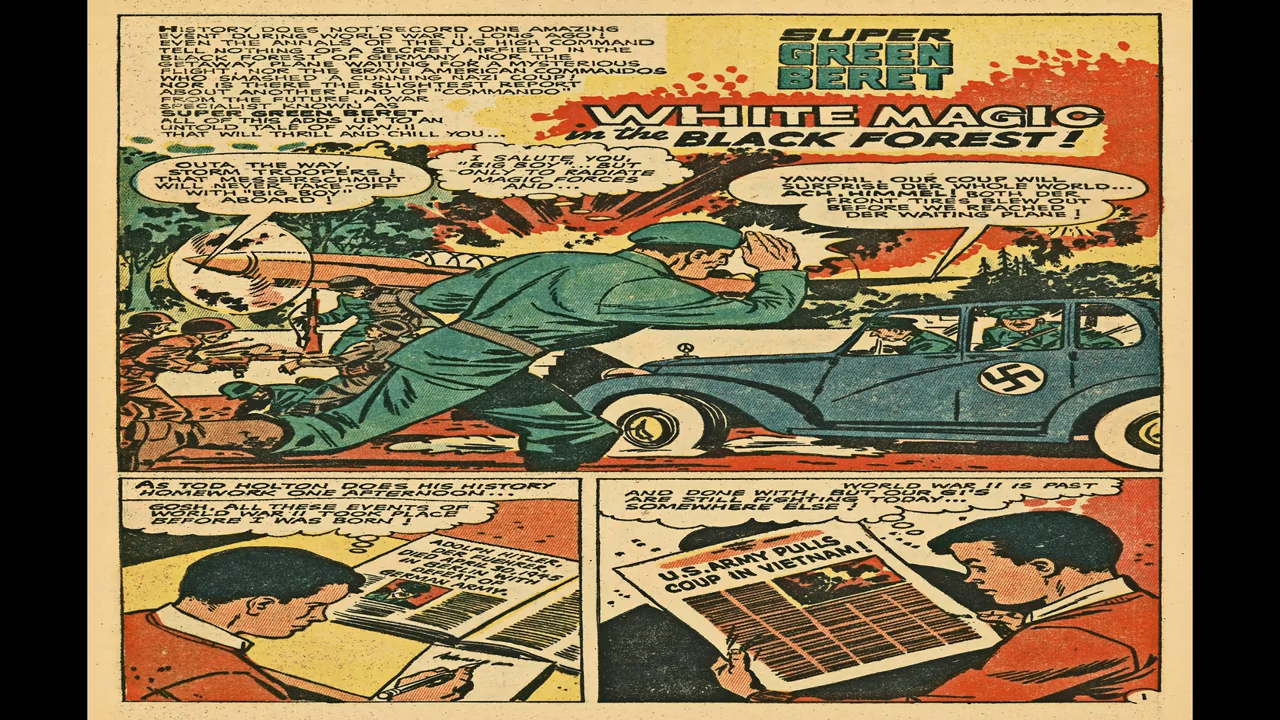 HISTORY DOES NOT RECORD ONE AMAZING
EVENT DURING WORLD WAR II, LONG AGO!
EVEN THE ANNALS OF THE U.S HIGH COMMAND
TELL NOTHING OF A SECRET AIRFIELD IN THE
BLACK FOREST OF GERMANY, NOR THE
GETAWAY PLANE WAITING FOR A MYSTERIOUS
FLIGHT, NOR THE BRAVE AMERICAN COMMANDOS
WHO SMASHED A CUNNING NAZI COUP!
NOR IS THERE THE SLIGHTEST REPORT
ABOUT "ANOTHER COMMANDO"
FROM THE FUTURE, A WAR
SPECIALIST KNOWN AS
SUPER GREEN BERET.
ALL OF THIS ADDS UP TO AN
UNTOLD TALE OF W.W. II
THAT WILL THRILL AND CHILL YOU...
SUPER
GREEN
BERET
WHITE MAGIC
in the BLACK FOREST!
OUTA THE WAY,
STORM TROOPERS!
THAT MESSERSCHMIDT
WILL NEVER TAKE OFF
WITH "BIG BOY"
ABOARD!
I SALUTE YOU,
"BIG BOY"... BUT
ONLY TO RADIATE
MAGIC FORCES
AND...
YAWOHL, OUR COUP WILL
SURPRISE DER WHOLE WORLD...
ACH, HIMMEL! BOTH DER
FRONT TIRES BLEW OUT
BEFORE WE REACHED
DER WAITING PLANE!
AS TOD HOLTON DOES HIS HISTORY
HOMEWORK ONE AFTERNOON...
GOSH, ALL THESE EVENTS OF
WORLD WAR II TOOK PLACE
BEFORE I WAS BORN!
ADOLPH HITLER,
DER FUEHRER,
DIED APRIL 30, 1945
BERLIN WITH
DEFEAT OF
GERMAN ARMY.
WORLD WAR II IS PAST
AND DONE WITH, BUT OUR GI'S
ARE STILL FIGHTING TODAY...
SOMEWHERE ELSE!
U.S. ARMY PULLS
COUP IN VIETNAM!
1